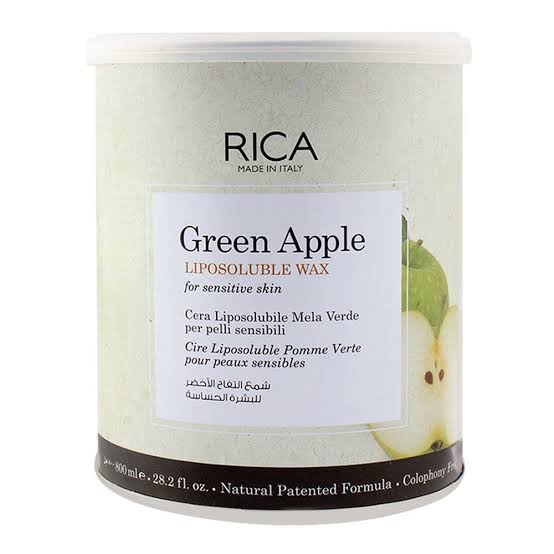 RICA
MADE IN ITALY
Green Apple
LIPOSOLUBLE WAX
for sensitive skin
Cera Liposolubile Mela Verde
per pelli sensibili
Cire Liposoluble Pomme Verte
pour peaux sensibles
شمع التفاح الأخضر
للبشرة الحساسة
800 ml e • 28.2 fl. oz. • Natural Patented Formula • Colophony